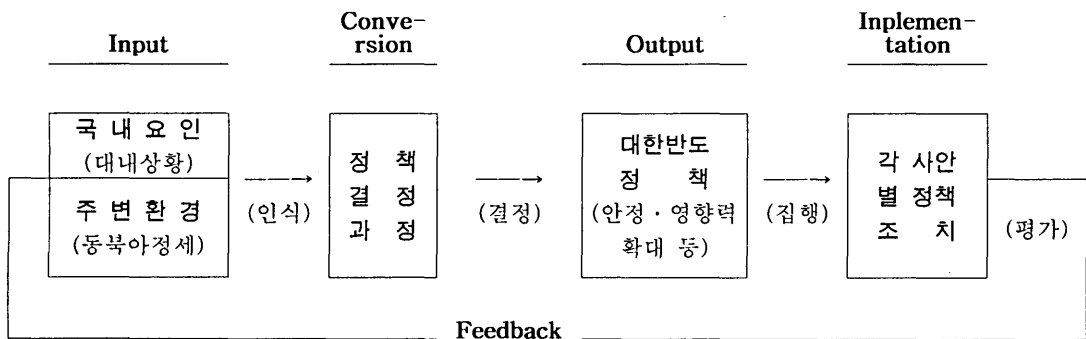 Input
Conve-
rsion
Output
Inplemen-
tation
국 내 요 인
(대내상황)
주 변 환 경
(동북아정세)
(인식)
정 책
결 정
과 정
(결정)
대한반도
정 책
(안정·영향력
확대 등)
(집행)
각 사안
별 정책
조 치
(평가)
Feedback